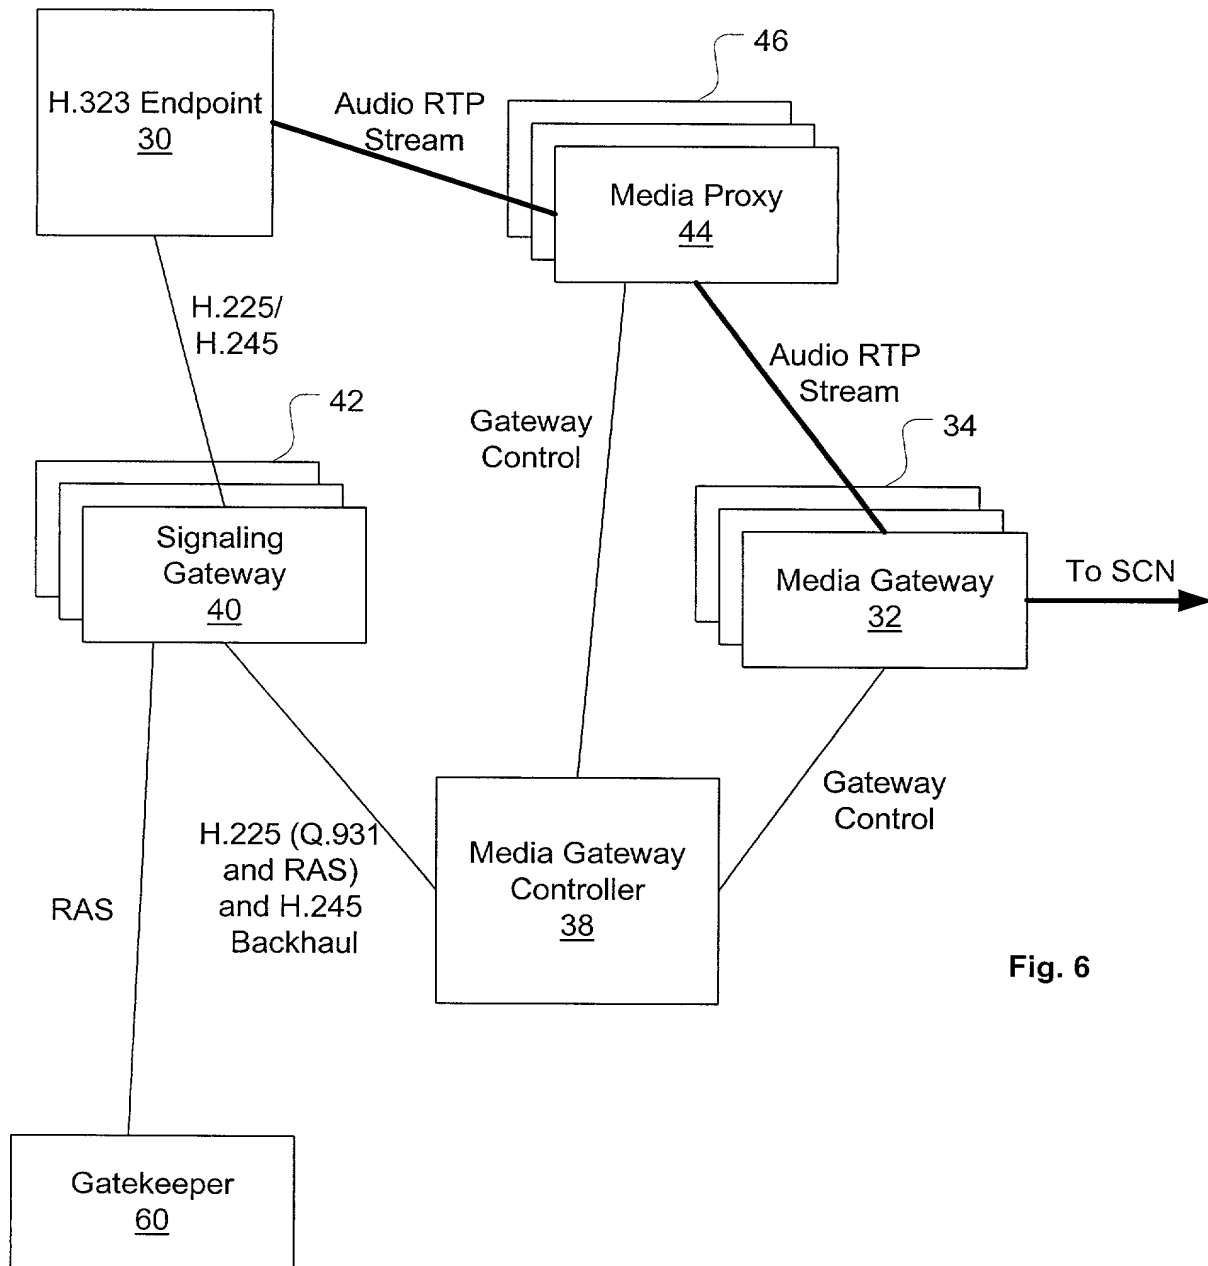 46
H.323 Endpoint
30
Audio RTP
Stream
Media Proxy
44
H.225/
H.245
Audio RTP
Stream
42
Gateway
Control
34
Signaling
Gateway
40
Media Gateway
32
To SCN
Gateway
Control
H.225 (Q.931
and RAS)
and H.245
Backhaul
Media Gateway
Controller
38
RAS
Fig. 6
Gatekeeper
60